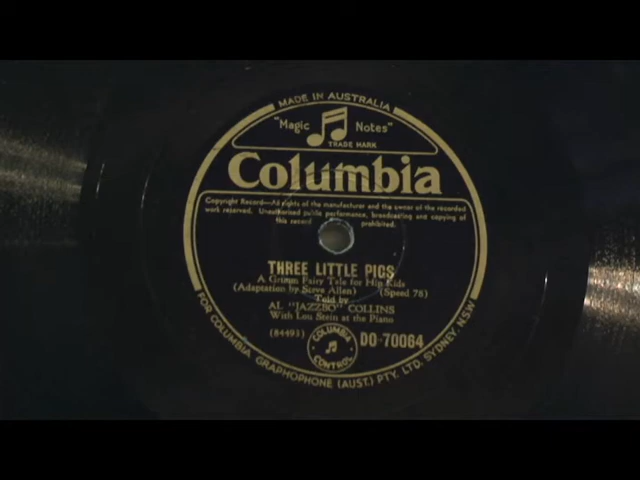 MADE IN AUSTRALIA
"Magic Notes"
TRADE MARK
Columbia
Copyright Record—All rights of the manufacturer and the owner of the recorded
work reserved. Unauthorised public performance, broadcasting and copying of
this record prohibited.
THREE LITTLE PIGS
A Grimm Fairy Tale for Hip Kids
(Adaptation by Steve Allen) (Speed 78)
Told by
AL "JAZZBO" COLLINS
With Lou Stein at the Piano
(84493)
COLUMBIA
CONTROL
DO-70064
FOR COLUMBIA GRAPHOPHONE (AUST.) PTY. LTD. SYDNEY, N.S.W.